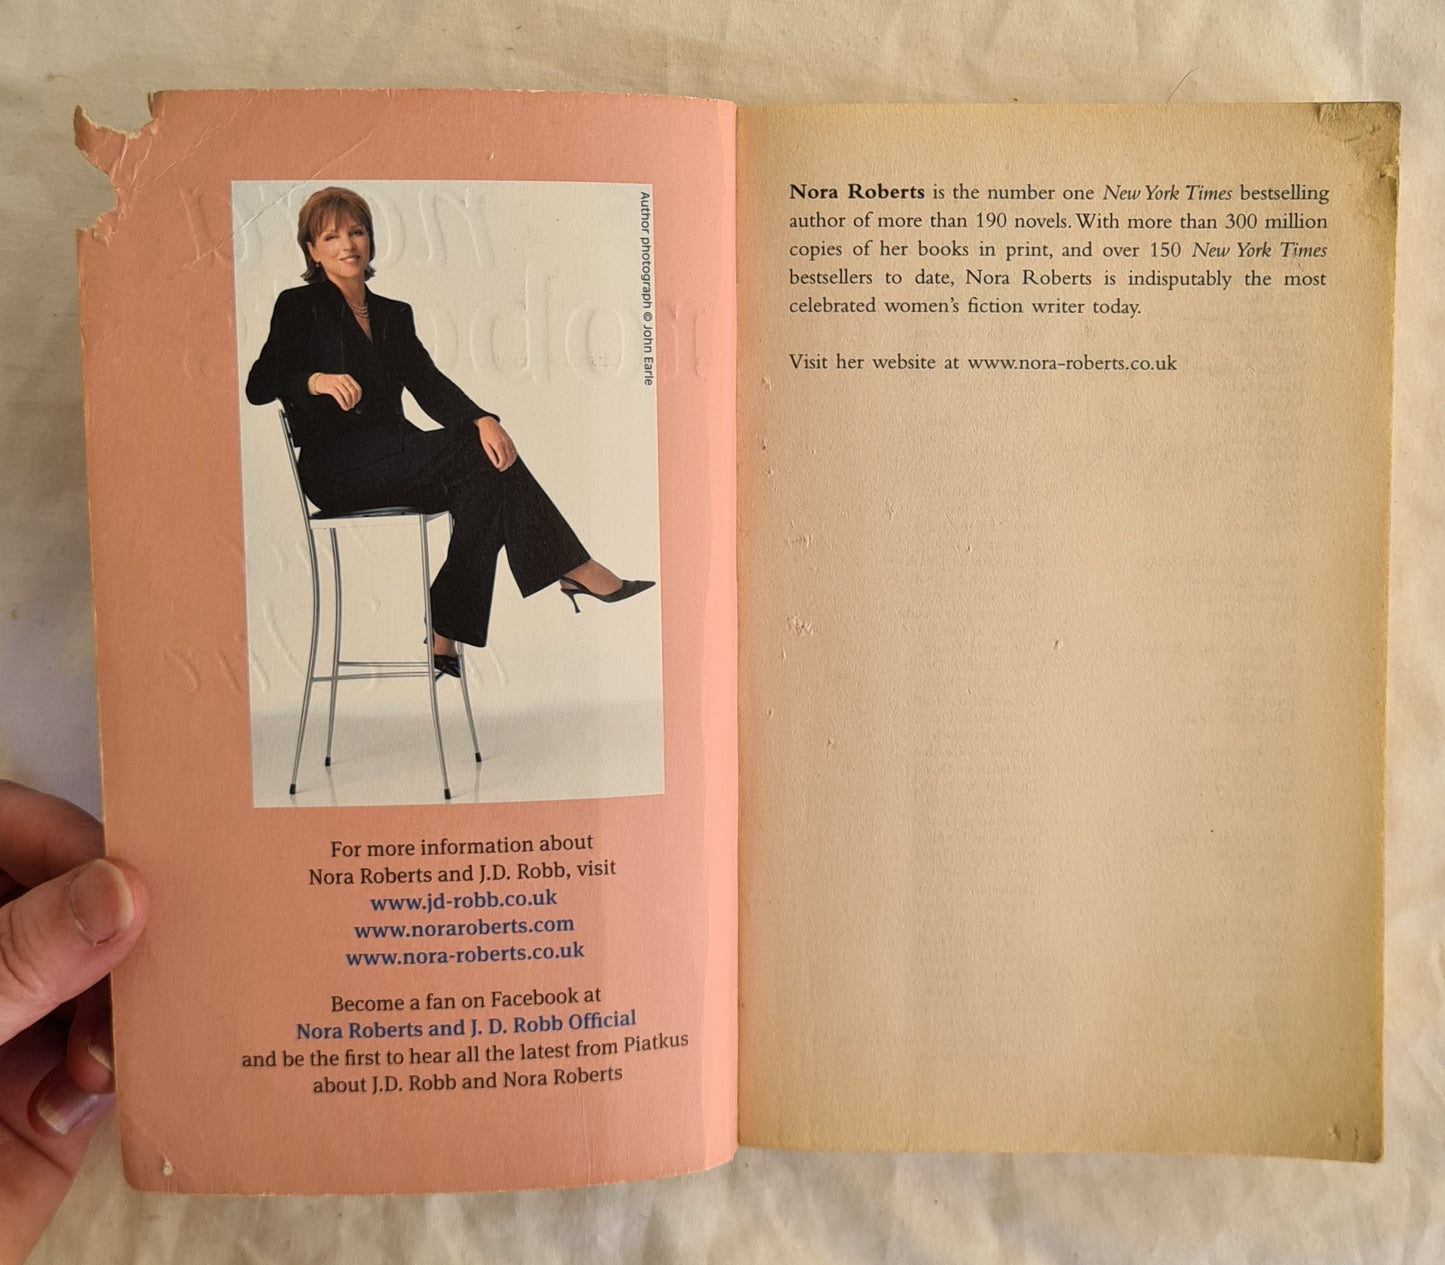 Author photograph © John Earle
For more information about
Nora Roberts and J.D. Robb, visit
www.jd-robb.co.uk
www.noraroberts.com
www.nora-roberts.co.uk
Become a fan on Facebook at
Nora Roberts and J. D. Robb Official
and be the first to hear all the latest from Piatkus
about J.D. Robb and Nora Roberts
Nora Roberts is the number one New York Times bestselling
author of more than 190 novels. With more than 300 million
copies of her books in print, and over 150 New York Times
bestsellers to date, Nora Roberts is indisputably the most
celebrated women's fiction writer today.
Visit her website at www.nora-roberts.co.uk